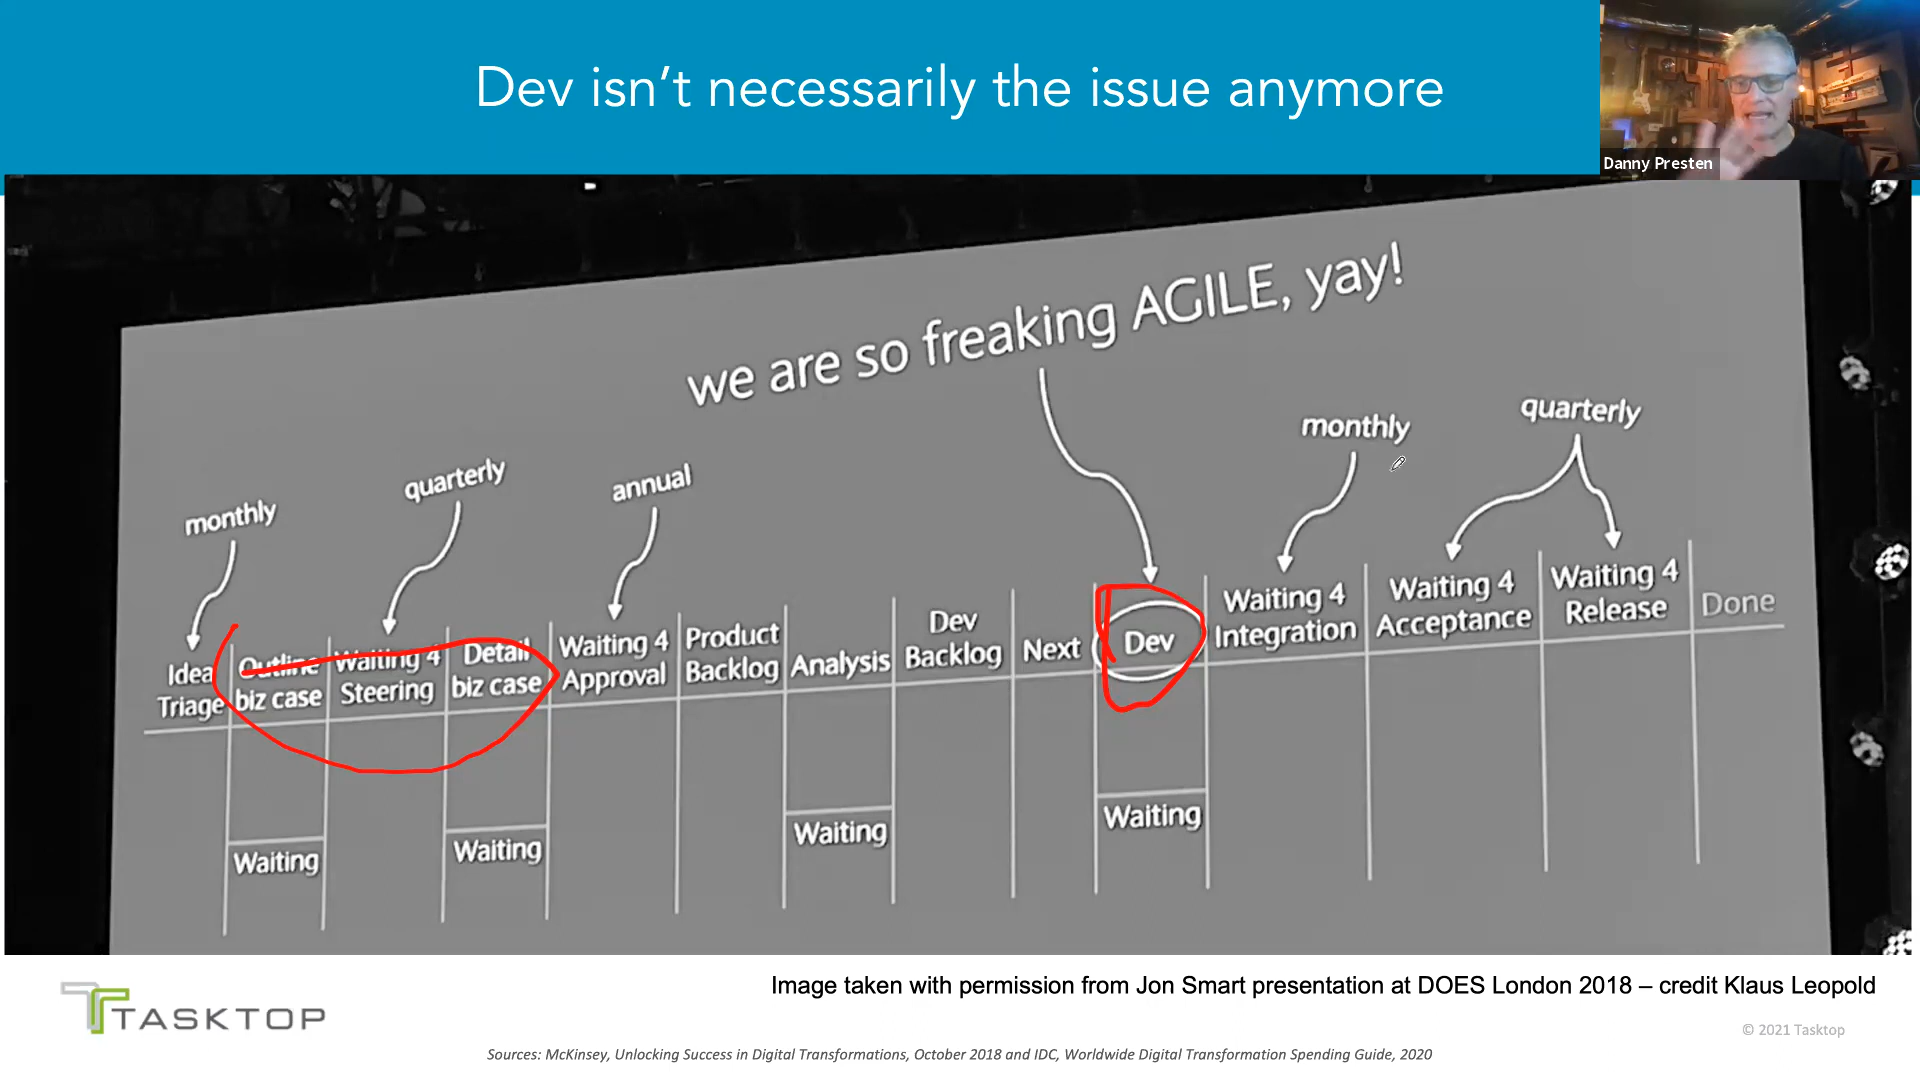 Dev isn't necessarily the issue anymore
Danny Presten
we are so freaking AGILE, yay!
monthly
quarterly
annual
monthly
quarterly
Idea
Triage
Outline
biz case
Waiting 4
Steering
Detail
biz case
Waiting 4
Approval
Product
Backlog
Analysis
Dev
Backlog
Next
Dev
Waiting 4
Integration
Waiting 4
Acceptance
Waiting 4
Release
Done
Waiting
Waiting
Waiting
Waiting
Image taken with permission from Jon Smart presentation at DOES London 2018 – credit Klaus Leopold
TASKTOP
© 2021 Tasktop
Sources: McKinsey, Unlocking Success in Digital Transformations, October 2018 and IDC, Worldwide Digital Transformation Spending Guide, 2020